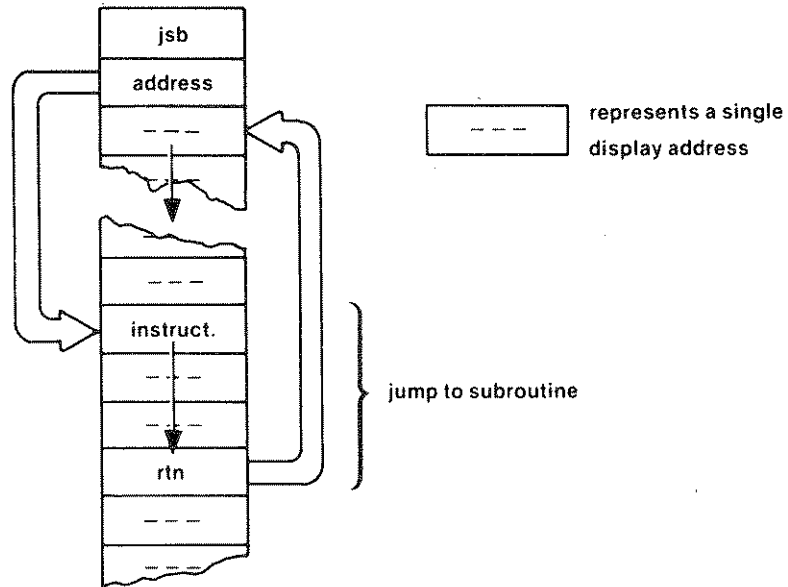 jsb
address
- - -
- - -
represents a single
display address
- - -
- - -
- - -
- - -
instruct.
- - -
- - -
jump to subroutine
rtn
- - -
- - -